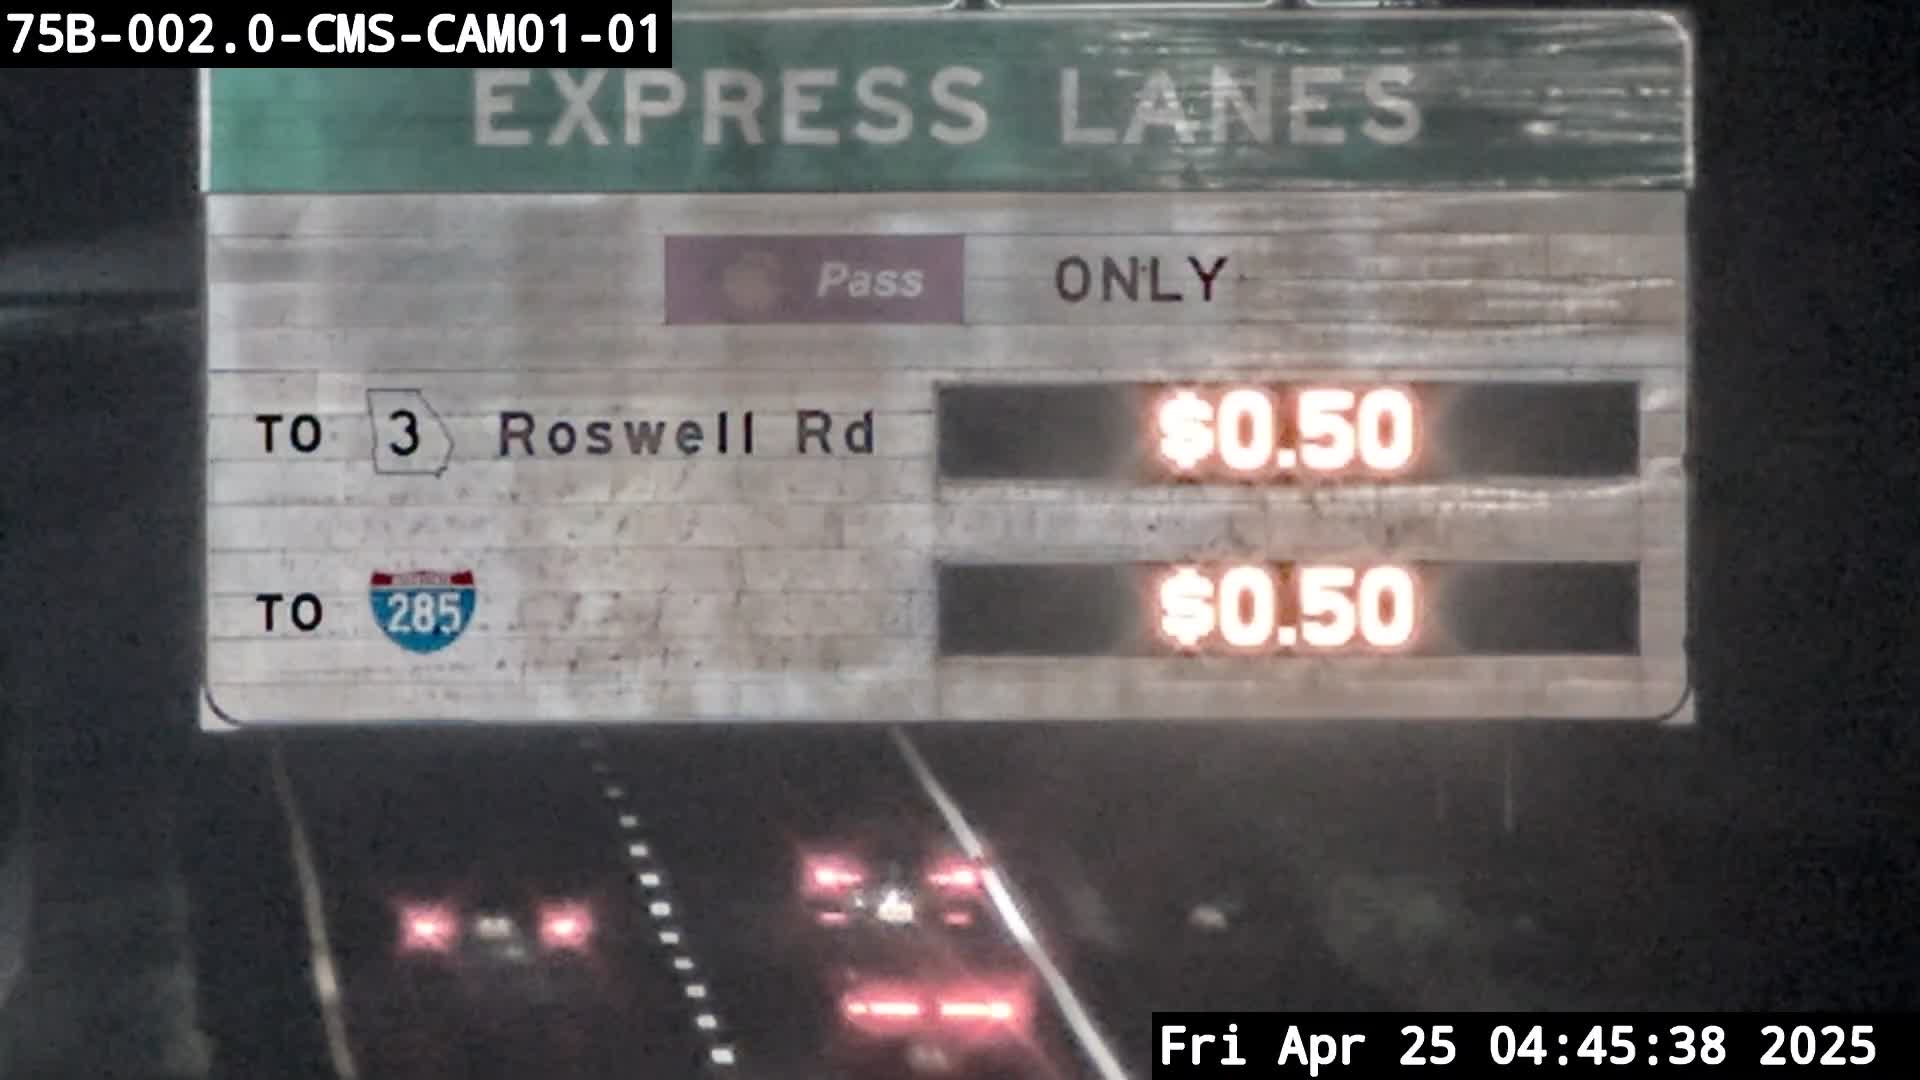 75B-002.0-CMS-CAM01-01
EXPRESS LANES
Pass ONLY
TO 3 Roswell Rd $0.50
TO 285 $0.50
Fri Apr 25 04:45:38 2025